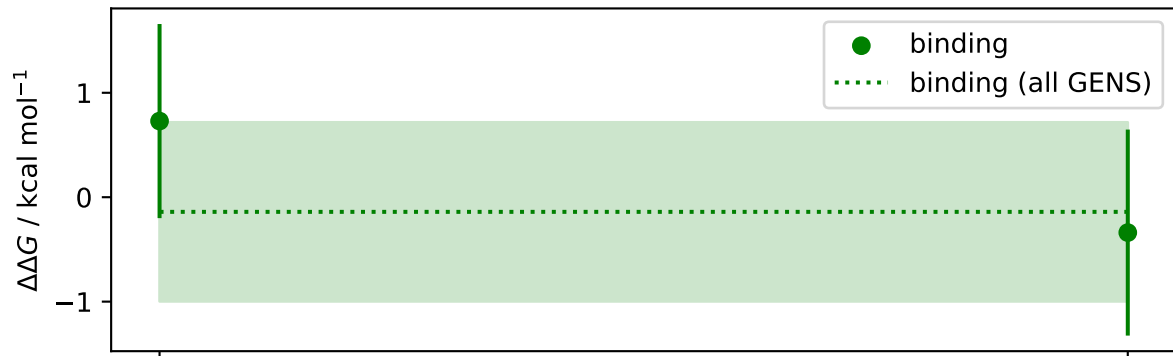 ΔΔG / kcal mol⁻¹
1
0
−1
binding
binding (all GENS)